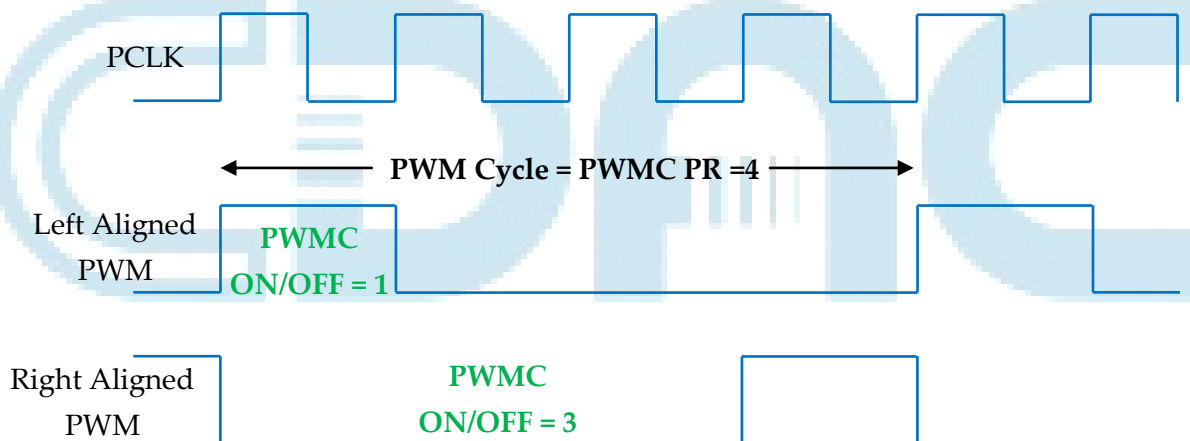 PCLK
PWM Cycle = PWMC PR =4
Left Aligned
PWM
PWMC
ON/OFF = 1
Right Aligned
PWM
PWMC
ON/OFF = 3
CDAC